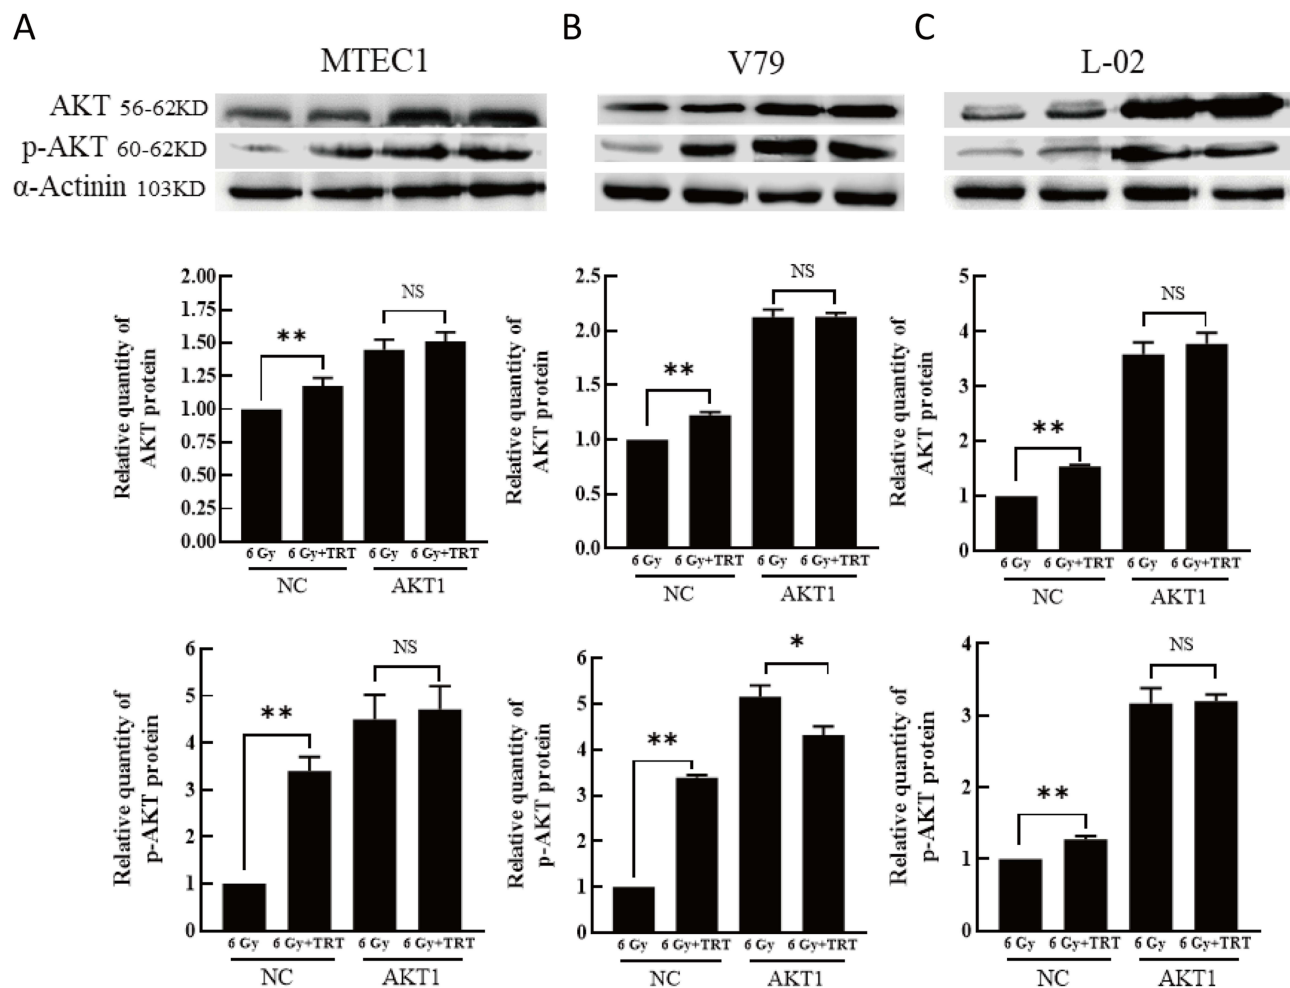 A
B
C
MTEC1
V79
L-02
AKT 56-62KD
p-AKT 60-62KD
α-Actinin 103KD
Relative quantity of
AKT protein
2.00
1.75
1.50
1.25
1.00
0.75
0.50
0.25
0.00
**
NS
6 Gy
6 Gy+TRT
6 Gy
6 Gy+TRT
NC
AKT1
Relative quantity of
AKT protein
2.5
2.0
1.5
1.0
0.5
0.0
**
NS
6 Gy
6 Gy+TRT
6 Gy
6 Gy+TRT
NC
AKT1
Relative quantity of
AKT protein
5
4
3
2
1
0
**
NS
6 Gy
6 Gy+TRT
6 Gy
6 Gy+TRT
NC
AKT1
Relative quantity of
p-AKT protein
6
5
4
3
2
1
0
**
NS
6 Gy
6 Gy+TRT
6 Gy
6 Gy+TRT
NC
AKT1
Relative quantity of
p-AKT protein
6
5
4
3
2
1
0
**
*
6 Gy
6 Gy+TRT
6 Gy
6 Gy+TRT
NC
AKT1
Relative quantity of
p-AKT protein
4
3
2
1
0
**
NS
6 Gy
6 Gy+TRT
6 Gy
6 Gy+TRT
NC
AKT1